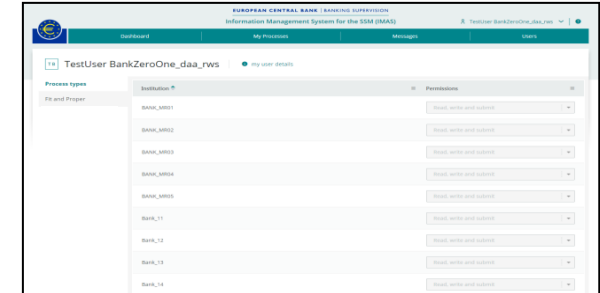 EUROPEAN CENTRAL BANK | BANKING SUPERVISION
Information Management System for the SSM (IMAS)
TestUser BankZeroOne_daa_rws
Dashboard
My Processes
Messages
Users
TB TestUser BankZeroOne_daa_rws
my user details
Process types
Fit and Proper
Institution
Permissions
BANK_MR01 Read, write and submit
BANK_MR02 Read, write and submit
BANK_MR03 Read, write and submit
BANK_MR04 Read, write and submit
BANK_MR05 Read, write and submit
Bank_11 Read, write and submit
Bank_12 Read, write and submit
Bank_13 Read, write and submit
Bank_14 Read, write and submit